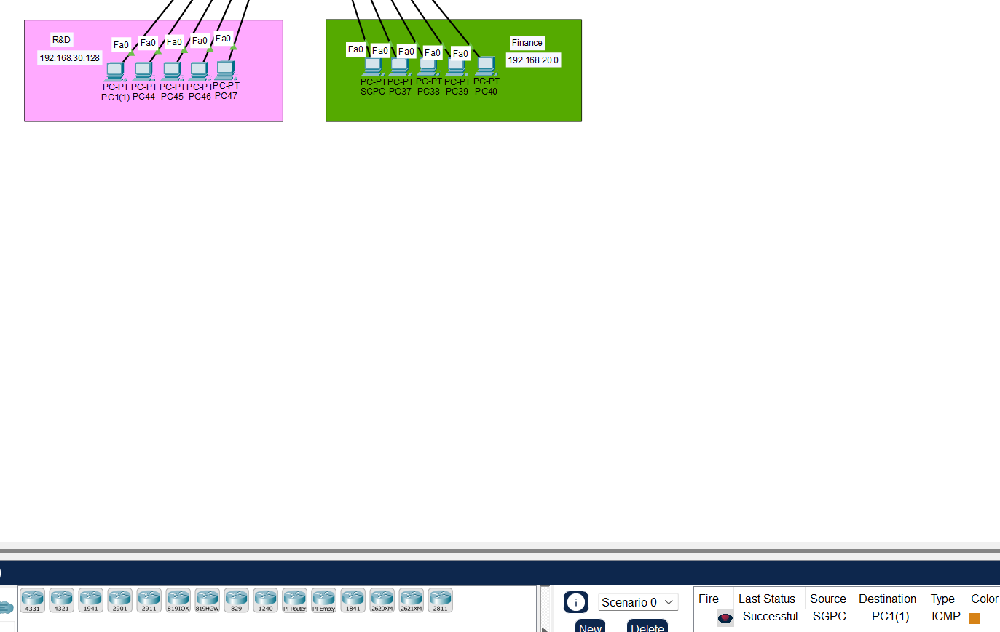 R&D
192.168.30.128
Fa0 Fa0 Fa0 Fa0 Fa0
PC-PT PC-PT PC-PT PC-PT PC-PT
PC1(1) PC44 PC45 PC46 PC47
Finance
192.168.20.0
Fa0 Fa0 Fa0 Fa0 Fa0
PC-PT PC-PT PC-PT PC-PT PC-PT
SGPC PC37 PC38 PC39 PC40
4331 4321 1941 2901 2911 819IOX 819HGW 829 1240 PT-Router PT-Empty 1841 2620XM 2621XM 2811
Scenario 0
New Delete
Fire Last Status Source Destination Type Color
Successful SGPC PC1(1) ICMP